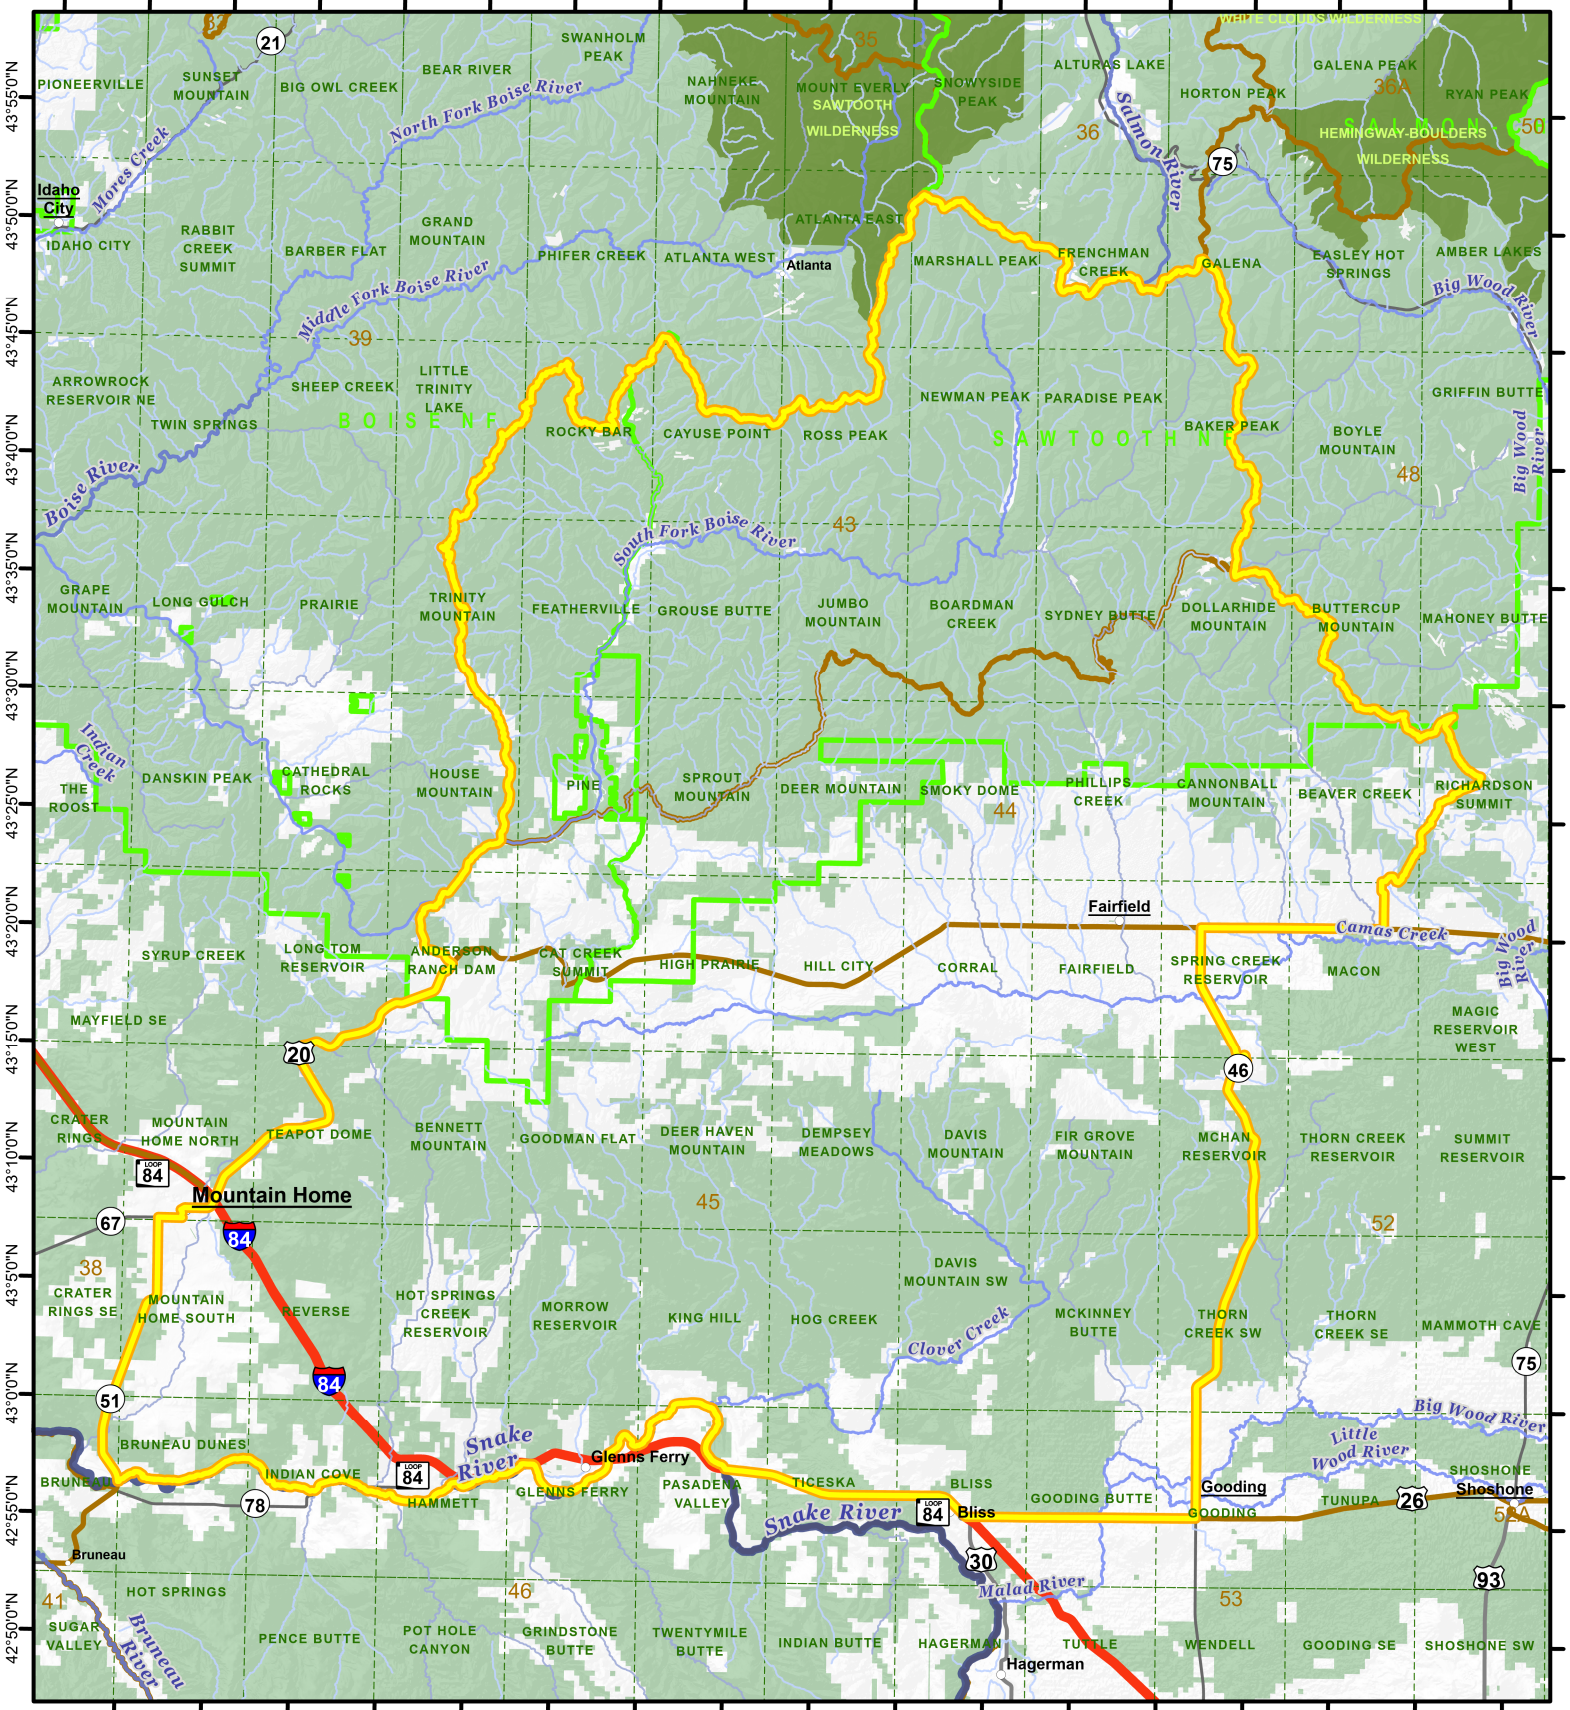 WHITE CLOUDS WILDERNESS
32
21
SWANHOLM
PEAK
35
PIONEERVILLE
SUNSET
MOUNTAIN
BIG OWL CREEK
BEAR RIVER
NAHNEKE
MOUNTAIN
MOUNT EVERLY
SNOWYSIDE
PEAK
ALTURAS LAKE
HORTON PEAK
GALENA PEAK
36A
RYAN PEAK
SAWTOOTH
WILDERNESS
43°55'0"N
North Fork Boise River
Salmon River
36
SALMON-
50
HEMINGWAY-BOULDERS
WILDERNESS
75
Mores Creek
Idaho
City
43°50'0"N
IDAHO CITY
RABBIT
CREEK
SUMMIT
BARBER FLAT
GRAND
MOUNTAIN
PHIFER CREEK
ATLANTA WEST
ATLANTA EAST
Atlanta
MARSHALL PEAK
FRENCHMAN
CREEK
GALENA
EASLEY HOT
SPRINGS
AMBER LAKES
Big Wood River
Middle Fork Boise River
39
43°45'0"N
ARROWROCK
RESERVOIR NE
SHEEP CREEK
LITTLE
TRINITY
LAKE
TWIN SPRINGS
BOISE NF
ROCKY BAR
CAYUSE POINT
ROSS PEAK
NEWMAN PEAK
PARADISE PEAK
SAWTOOTH NF
BAKER PEAK
BOYLE
MOUNTAIN
GRIFFIN BUTTE
Big Wood
River
48
43°40'0"N
Boise River
South Fork Boise River
43
43°35'0"N
GRAPE
MOUNTAIN
LONG GULCH
PRAIRIE
TRINITY
MOUNTAIN
FEATHERVILLE
GROUSE BUTTE
JUMBO
MOUNTAIN
BOARDMAN
CREEK
SYDNEY BUTTE
DOLLARHIDE
MOUNTAIN
BUTTERCUP
MOUNTAIN
MAHONEY BUTTE
43°30'0"N
Indian
Creek
THE
ROOST
DANSKIN PEAK
CATHEDRAL
ROCKS
HOUSE
MOUNTAIN
PINE
SPROUT
MOUNTAIN
DEER MOUNTAIN
SMOKY DOME
44
PHILLIPS
CREEK
CANNONBALL
MOUNTAIN
BEAVER CREEK
RICHARDSON
SUMMIT
43°25'0"N
Fairfield
Camas Creek
Big Wood
River
43°20'0"N
SYRUP CREEK
LONG TOM
RESERVOIR
ANDERSON
RANCH DAM
CAT CREEK
SUMMIT
HIGH PRAIRIE
HILL CITY
CORRAL
FAIRFIELD
SPRING CREEK
RESERVOIR
MACON
MAYFIELD SE
MAGIC
RESERVOIR
WEST
43°15'0"N
20
46
CRATER
RINGS
MOUNTAIN
HOME NORTH
TEAPOT DOME
BENNETT
MOUNTAIN
GOODMAN FLAT
DEER HAVEN
MOUNTAIN
DEMPSEY
MEADOWS
DAVIS
MOUNTAIN
FIR GROVE
MOUNTAIN
MCHAN
RESERVOIR
THORN CREEK
RESERVOIR
SUMMIT
RESERVOIR
43°10'0"N
LOOP
84
Mountain Home
67
84
45
52
43°5'0"N
38
CRATER
RINGS SE
MOUNTAIN
HOME SOUTH
REVERSE
HOT SPRINGS
CREEK
RESERVOIR
MORROW
RESERVOIR
KING HILL
HOG CREEK
DAVIS
MOUNTAIN SW
Clover Creek
MCKINNEY
BUTTE
THORN
CREEK SW
THORN
CREEK SE
MAMMOTH CAVE
75
84
51
43°0'0"N
Big Wood River
Little
Wood River
BRUNEAU DUNES
Snake
River
Glenns Ferry
BRUNEAU
INDIAN COVE
LOOP
84
HAMMETT
GLENNS FERRY
PASADENA
VALLEY
TICESKA
BLISS
GOODING BUTTE
Gooding
GOODING
TUNUPA
26
SHOSHONE
Shoshone
52A
78
Snake River
LOOP
84
Bliss
42°55'0"N
Bruneau
30
Malad River
93
41
HOT SPRINGS
46
53
42°50'0"N
SUGAR
VALLEY
Bruneau
River
PENCE BUTTE
POT HOLE
CANYON
GRINDSTONE
BUTTE
TWENTYMILE
BUTTE
INDIAN BUTTE
HAGERMAN
Hagerman
TUTTLE
WENDELL
GOODING SE
SHOSHONE SW